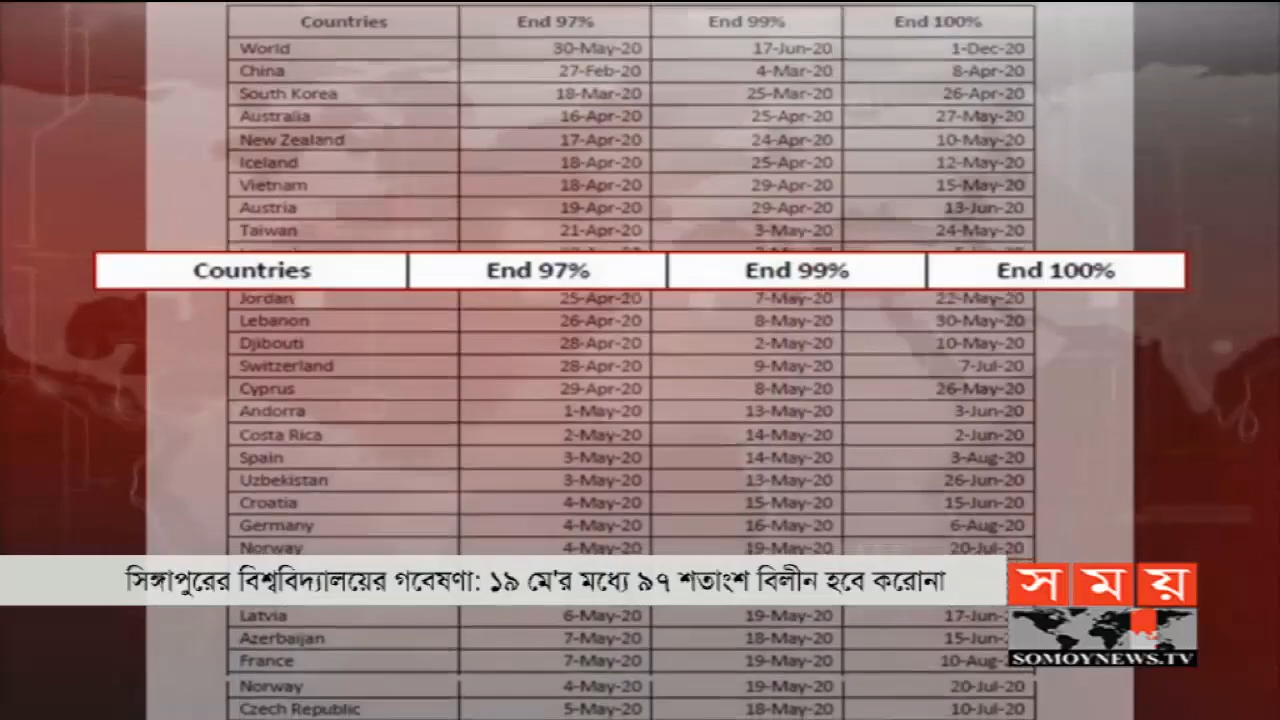 Countries End 97% End 99% End 100%
World 30-May-20 17-Jun-20 1-Dec-20
China 27-Feb-20 4-Mar-20 8-Apr-20
South Korea 18-Mar-20 25-Mar-20 26-Apr-20
Australia 16-Apr-20 25-Apr-20 27-May-20
New Zealand 17-Apr-20 24-Apr-20 10-May-20
Iceland 18-Apr-20 25-Apr-20 12-May-20
Vietnam 18-Apr-20 29-Apr-20 15-May-20
Austria 19-Apr-20 29-Apr-20 13-Jun-20
Taiwan 21-Apr-20 3-May-20 24-May-20
Countries End 97% End 99% End 100%
Jordan 25-Apr-20 7-May-20 22-May-20
Lebanon 26-Apr-20 8-May-20 30-May-20
Djibouti 28-Apr-20 2-May-20 10-May-20
Switzerland 28-Apr-20 9-May-20 7-Jul-20
Cyprus 29-Apr-20 8-May-20 26-May-20
Andorra 1-May-20 13-May-20 3-Jun-20
Costa Rica 2-May-20 14-May-20 2-Jun-20
Spain 3-May-20 14-May-20 3-Aug-20
Uzbekistan 3-May-20 13-May-20 26-Jun-20
Croatia 4-May-20 15-May-20 15-Jun-20
Germany 4-May-20 16-May-20 6-Aug-20
Norway 4-May-20 19-May-20 20-Jul-20
সিঙ্গাপুরের বিশ্ববিদ্যালয়ের গবেষণা: ১৯ মে'র মধ্যে ৯৭ শতাংশ বিলীন হবে করোনা
সময়
Latvia 6-May-20 19-May-20 17-Jun-
Azerbaijan 7-May-20 18-May-20 15-Jun-
France 7-May-20 19-May-20 10-Aug-
SOMOYNEWS.TV
Norway 4-May-20 19-May-20 20-Jul-20
Czech Republic 5-May-20 18-May-20 10-Jul-20